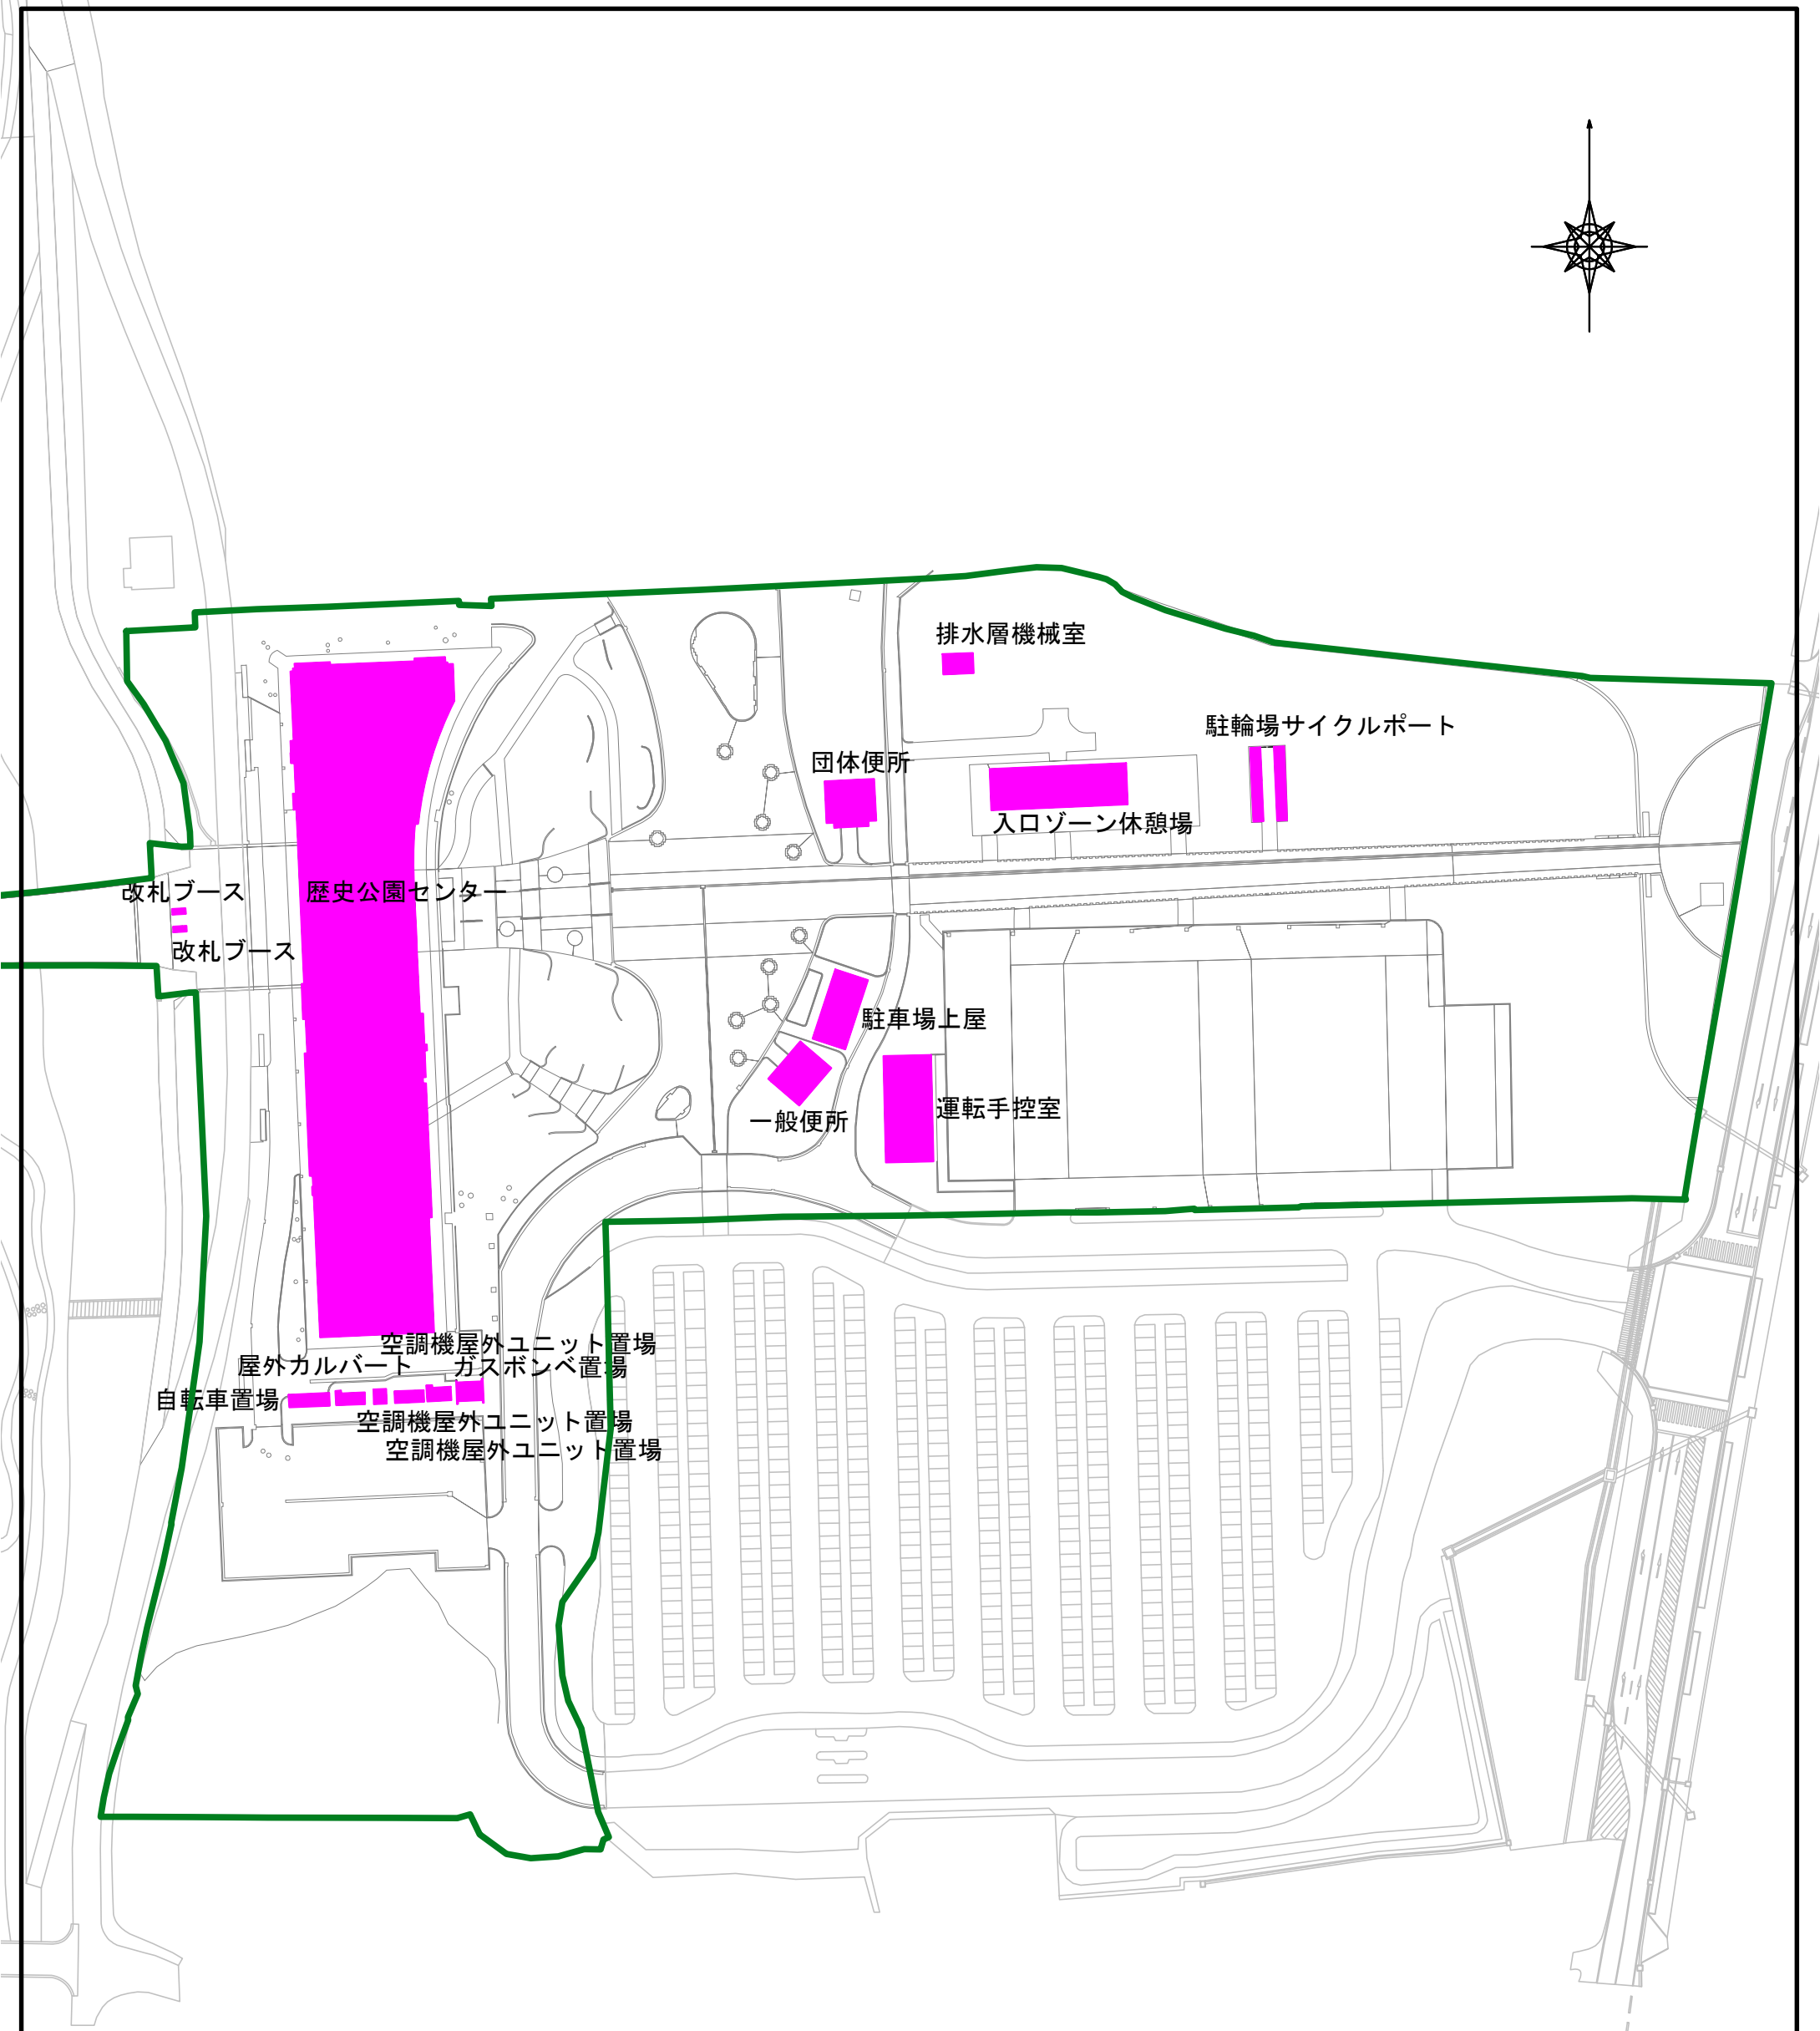 排水層機械室
駐輪場サイクルポート
団体便所
入口ゾーン休憩場
改札ブース
歴史公園センター
改札ブース
駐車場上屋
運転手控室
一般便所
空調機屋外ユニット置場
屋外カルバート
ガスボンベ置場
自転車置場
空調機屋外ユニット置場
空調機屋外ユニット置場